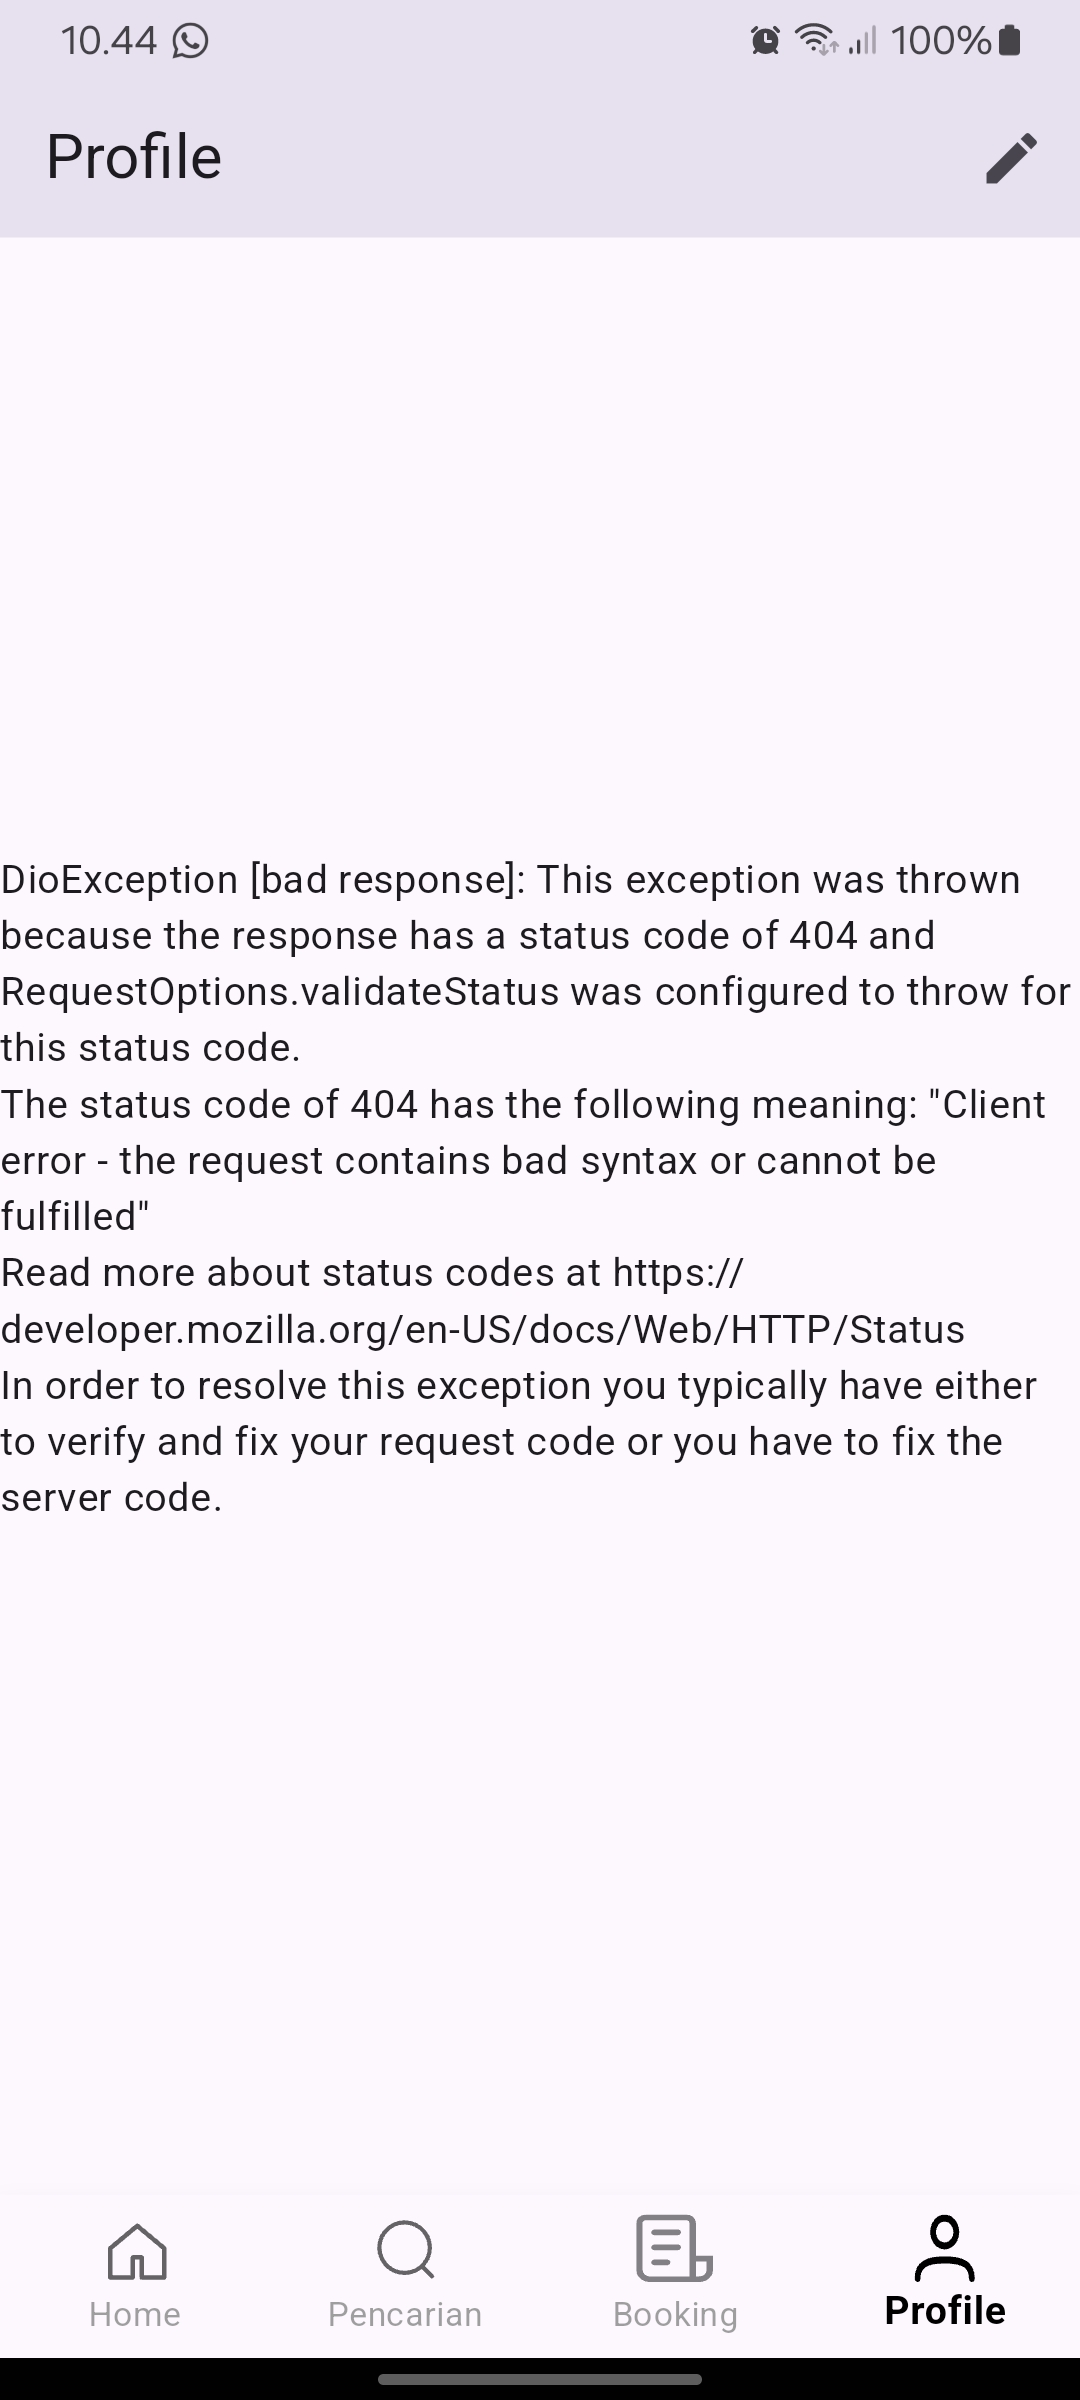 10.44
100%
Profile
DioException [bad response]: This exception was thrown
because the response has a status code of 404 and
RequestOptions.validateStatus was configured to throw for
this status code.
The status code of 404 has the following meaning: "Client
error - the request contains bad syntax or cannot be
fulfilled"
Read more about status codes at https://
developer.mozilla.org/en-US/docs/Web/HTTP/Status
In order to resolve this exception you typically have either
to verify and fix your request code or you have to fix the
server code.
Home
Pencarian
Booking
Profile